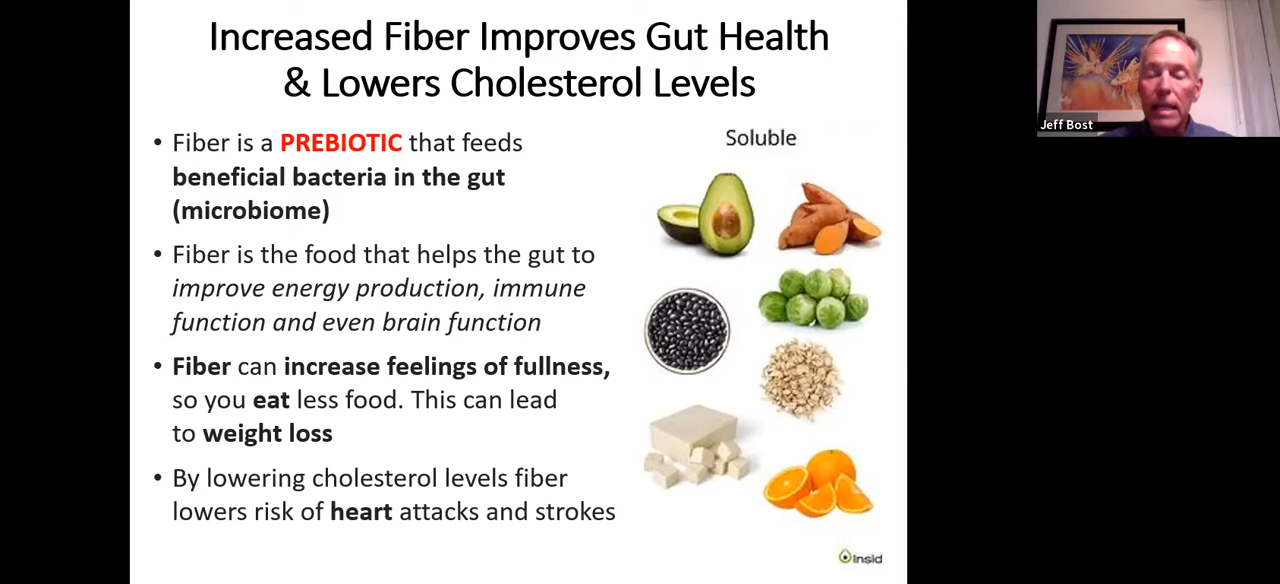 Increased Fiber Improves Gut Health
& Lowers Cholesterol Levels
• Fiber is a PREBIOTIC that feeds
beneficial bacteria in the gut
(microbiome)
• Fiber is the food that helps the gut to
improve energy production, immune
function and even brain function
• Fiber can increase feelings of fullness,
so you eat less food. This can lead
to weight loss
• By lowering cholesterol levels fiber
lowers risk of heart attacks and strokes
Soluble
Insid
Jeff Bost